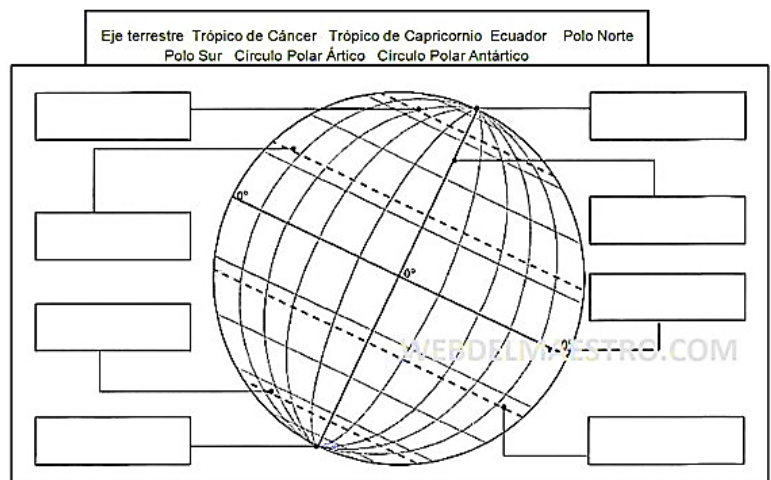 Eje terrestre Trópico de Cáncer Trópico de Capricornio Ecuador Polo Norte
Polo Sur Círculo Polar Ártico Círculo Polar Antártico
0°
0°
0°
WEBDELMAESTRO.COM